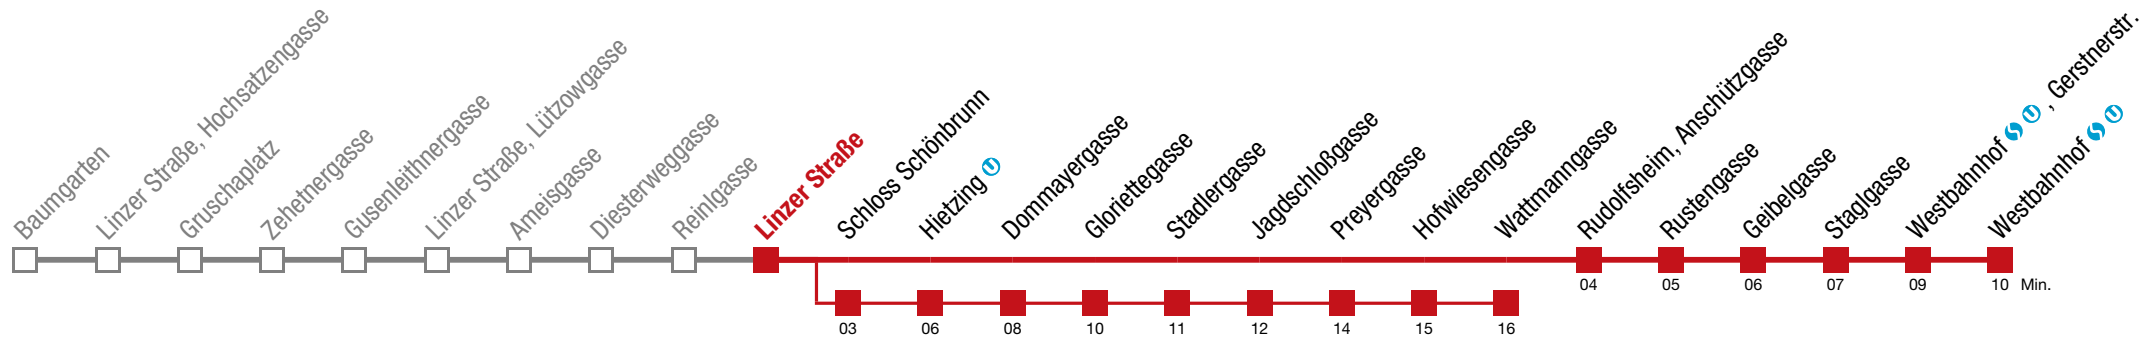 Baumgarten
Linzer Straße, Hochsatzengasse
Gruschaplatz
Zehetnergasse
Gusenleithnergasse
Linzer Straße, Lützowgasse
Ameisgasse
Diesterweggasse
Reinlgasse
Linzer Straße
Schloss Schönbrunn
Hietzing U
Dommayergasse
Gloriettegasse
Stadlergasse
Jagdschloßgasse
Preyergasse
Hofwiesengasse
Wattmanngasse
Rudolfsheim, Anschützgasse
Rustengasse
Geibelgasse
Staglgasse
Westbahnhof S U , Gerstnerstr.
Westbahnhof S U
04 05 06 07 09 10 Min.
03 06 08 10 11 12 14 15 16